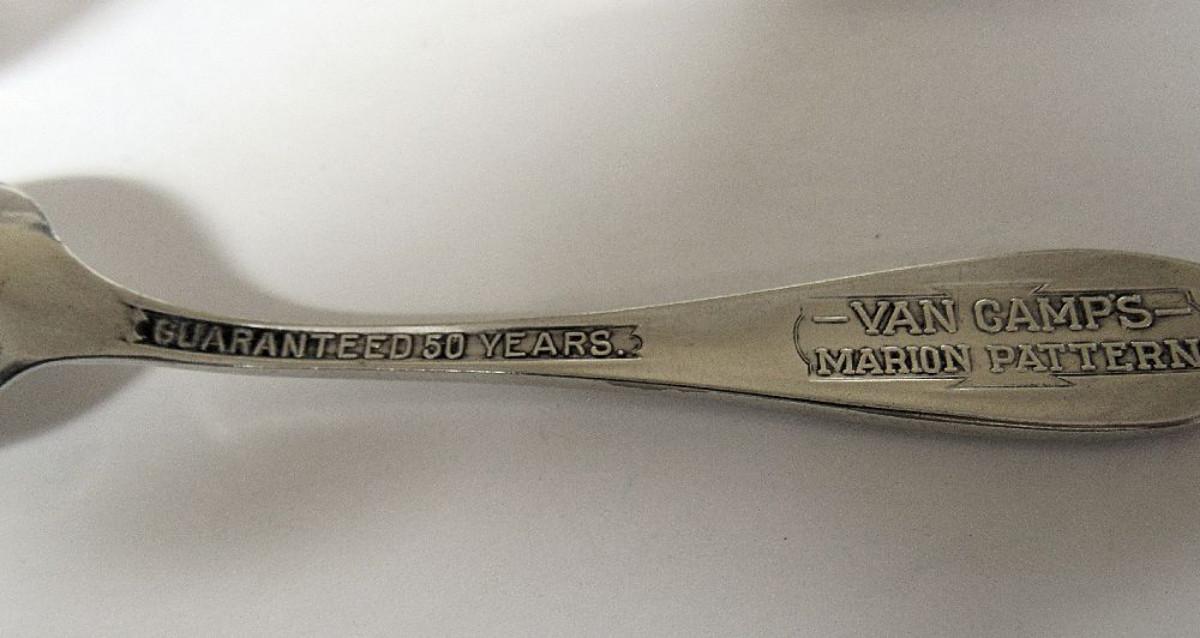 GUARANTEED 50 YEARS.
—VAN CAMP'S—
MARION PATTERN